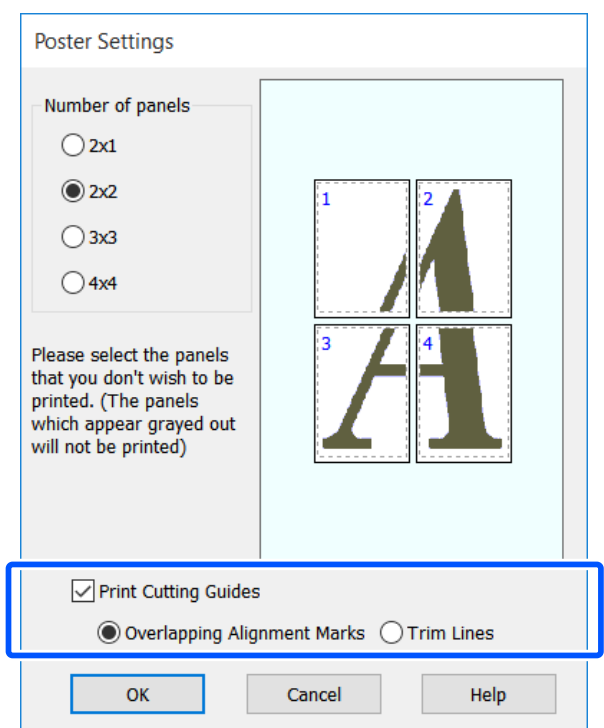 Poster Settings
Number of panels
2x1
2x2
3x3
4x4
1
2
3
4
Please select the panels
that you don't wish to be
printed. (The panels
which appear grayed out
will not be printed)
Print Cutting Guides
Overlapping Alignment Marks Trim Lines
OK Cancel Help